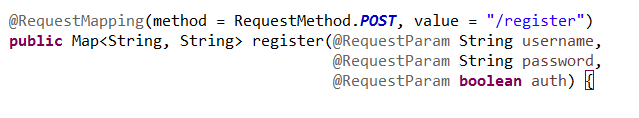 @RequestMapping(method = RequestMethod.POST, value = "/register")
public Map<String, String> register(@RequestParam String username,
@RequestParam String password,
@RequestParam boolean auth) {